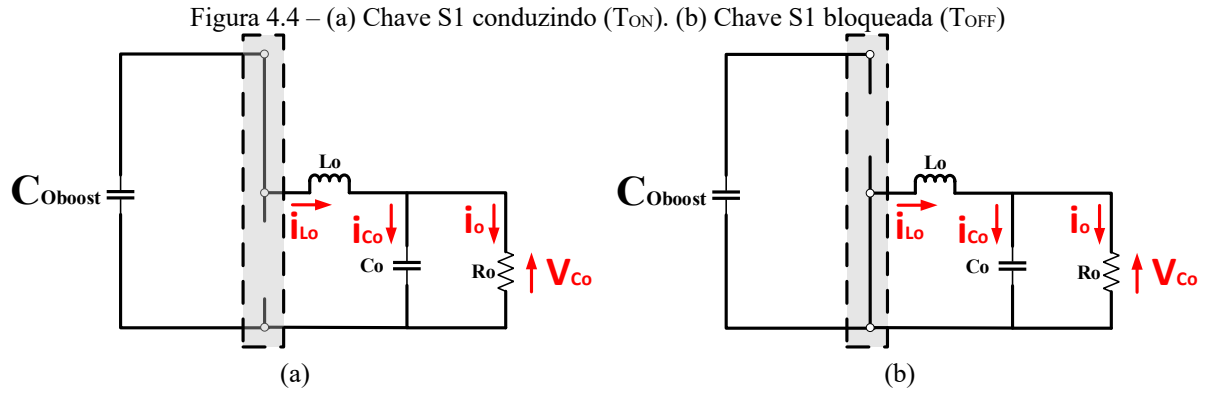 Figura 4.4 – (a) Chave S1 conduzindo (TON). (b) Chave S1 bloqueada (TOFF)
Lo
COboost
iLo
iCo
io
Co
Ro
VCo
(a)
Lo
COboost
iLo
iCo
io
Co
Ro
VCo
(b)